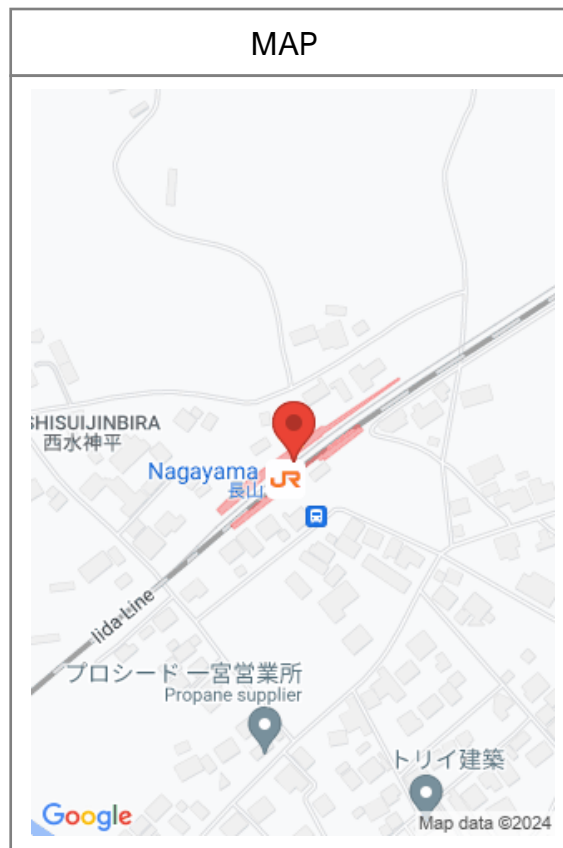 MAP
SHISUIJINBIRA
西水神平
Nagayama
長山
JR
Iida Line
プロシード 一宮営業所
Propane supplier
トリイ建築
Google
Map data ©2024